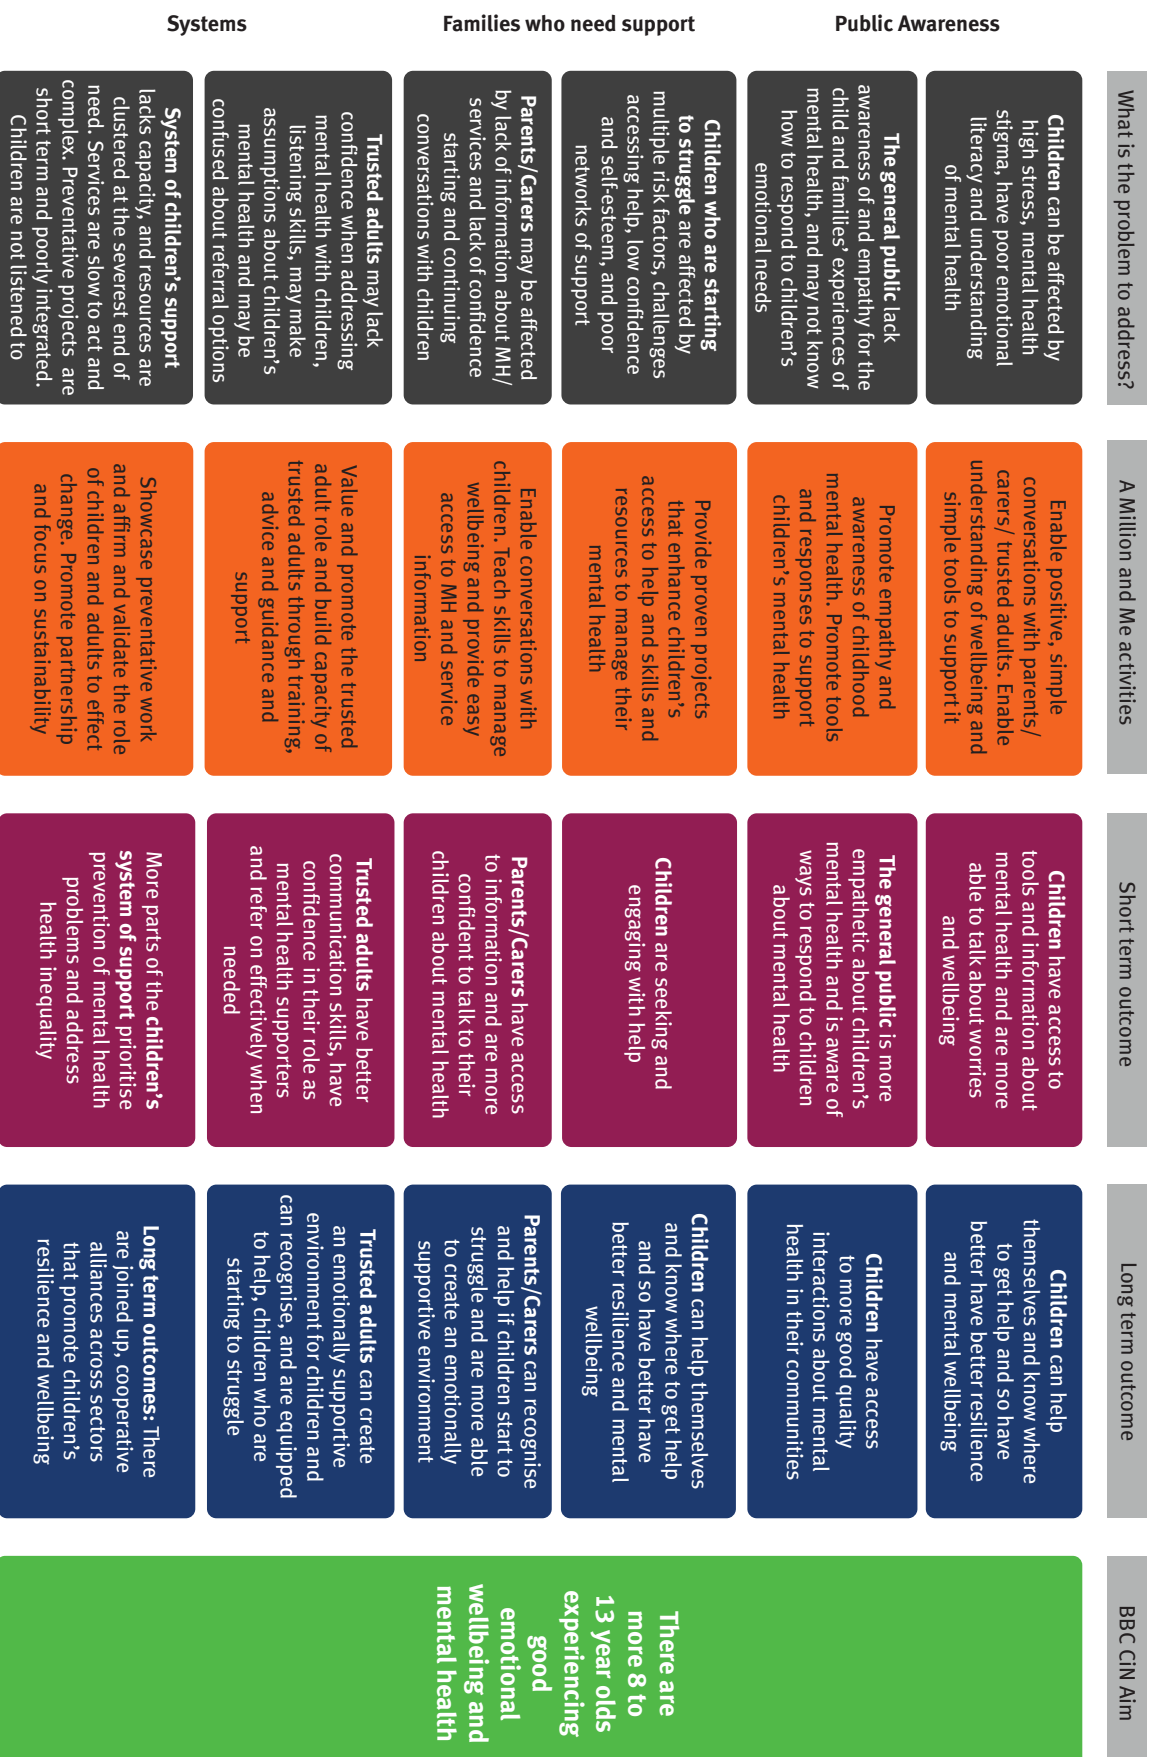 What is the problem to address?
A Million and Me activities
Short term outcome
Long term outcome
BBC CiN Aim
Public Awareness
Children can be affected by
high stress, mental health
stigma, have poor emotional
literacy and understanding
of mental health
Enable positive, simple
conversations with parents/
carers/ trusted adults. Enable
understanding of wellbeing and
simple tools to support it
Children have access to
tools and information about
mental health and are more
able to talk about worries
and wellbeing
Children can help
themselves and know where
to get help and so have
better have better resilience
and mental wellbeing
The general public lack
awareness of and empathy for the
child and families' experiences of
mental health, and may not know
how to respond to children's
emotional needs
Promote empathy and
awareness of childhood
mental health. Promote tools
and responses to support
children's mental health
The general public is more
empathetic about children's
mental health and is aware of
ways to respond to children
about mental health
Children have access
to more good quality
interactions about mental
health in their communities
Families who need support
Children who are starting
to struggle are affected by
multiple risk factors, challenges
accessing help, low confidence
and self-esteem, and poor
networks of support
Provide proven projects
that enhance children's
access to help and skills and
resources to manage their
mental health
Children are seeking and
engaging with help
Children can help themselves
and know where to get help
and so have better have
better resilience and mental
wellbeing
Parents/Carers may be affected
by lack of information about MH/
services and lack of confidence
starting and continuing
conversations with children
Enable conversations with
children. Teach skills to manage
wellbeing and provide easy
access to MH and service
information
Parents/Carers have access
to information and are more
confident to talk to their
children about mental health
Parents/Carers can recognise
and help if children start to
struggle and are more able
to create an emotionally
supportive environment
Systems
Trusted adults may lack
confidence when addressing
mental health with children,
listening skills, may make
assumptions about children's
mental health and may be
confused about referral options
Value and promote the trusted
adult role and build capacity of
trusted adults through training,
advice and guidance and
support
Trusted adults have better
communication skills, have
confidence in their role as
mental health supporters
and refer on effectively when
needed
Trusted adults can create
an emotionally supportive
environment for children and
can recognise, and are equipped
to help, children who are
starting to struggle
System of children's support
lacks capacity, and resources are
clustered at the severest end of
need. Services are slow to act and
complex. Preventative projects are
short term and poorly integrated.
Children are not listened to
Showcase preventative work
and affirm and validate the role
of children and adults to effect
change. Promote partnership
and focus on sustainability
More parts of the children's
system of support prioritise
prevention of mental health
problems and address
health inequality
Long term outcomes: There
are joined up, cooperative
alliances across sectors
that promote children's
resilience and wellbeing
There are
more 8 to
13 year olds
experiencing
good
emotional
wellbeing and
mental health